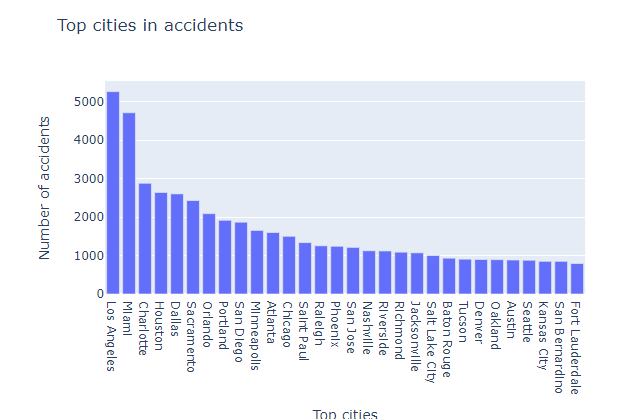 Top cities in accidents
Number of accidents
5000
4000
3000
2000
1000
0
Los Angeles
Miami
Charlotte
Houston
Dallas
Sacramento
Orlando
Portland
San Diego
Minneapolis
Atlanta
Chicago
Saint Paul
Raleigh
Phoenix
San Jose
Nashville
Riverside
Richmond
Jacksonville
Salt Lake City
Baton Rouge
Tucson
Denver
Oakland
Austin
Seattle
Kansas City
San Bernardino
Fort Lauderdale
Top cities